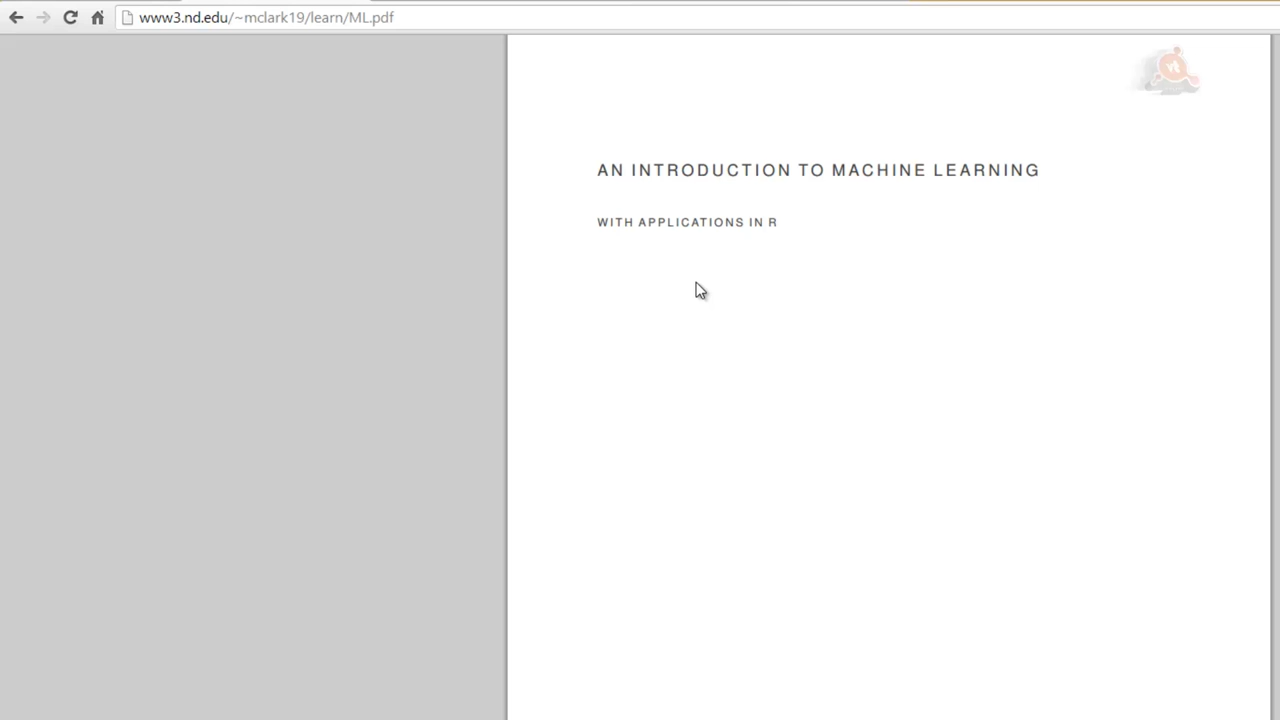 www3.nd.edu/~mclark19/learn/ML.pdf
AN INTRODUCTION TO MACHINE LEARNING
WITH APPLICATIONS IN R